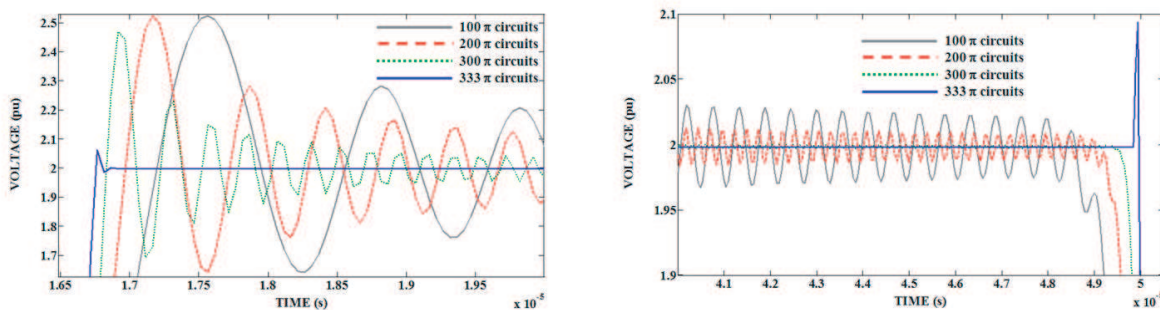 2.5
2.4
2.3
2.2
2.1
2
1.9
1.8
1.7
VOLTAGE (pu)
100 π circuits
200 π circuits
300 π circuits
333 π circuits
1.65 1.7 1.75 1.8 1.85 1.9 1.95
TIME (s)
x 10⁻⁵
2.1
2.05
2
1.95
1.9
VOLTAGE (pu)
100 π circuits
200 π circuits
300 π circuits
333 π circuits
4.1 4.2 4.3 4.4 4.5 4.6 4.7 4.8 4.9 5
TIME (s)